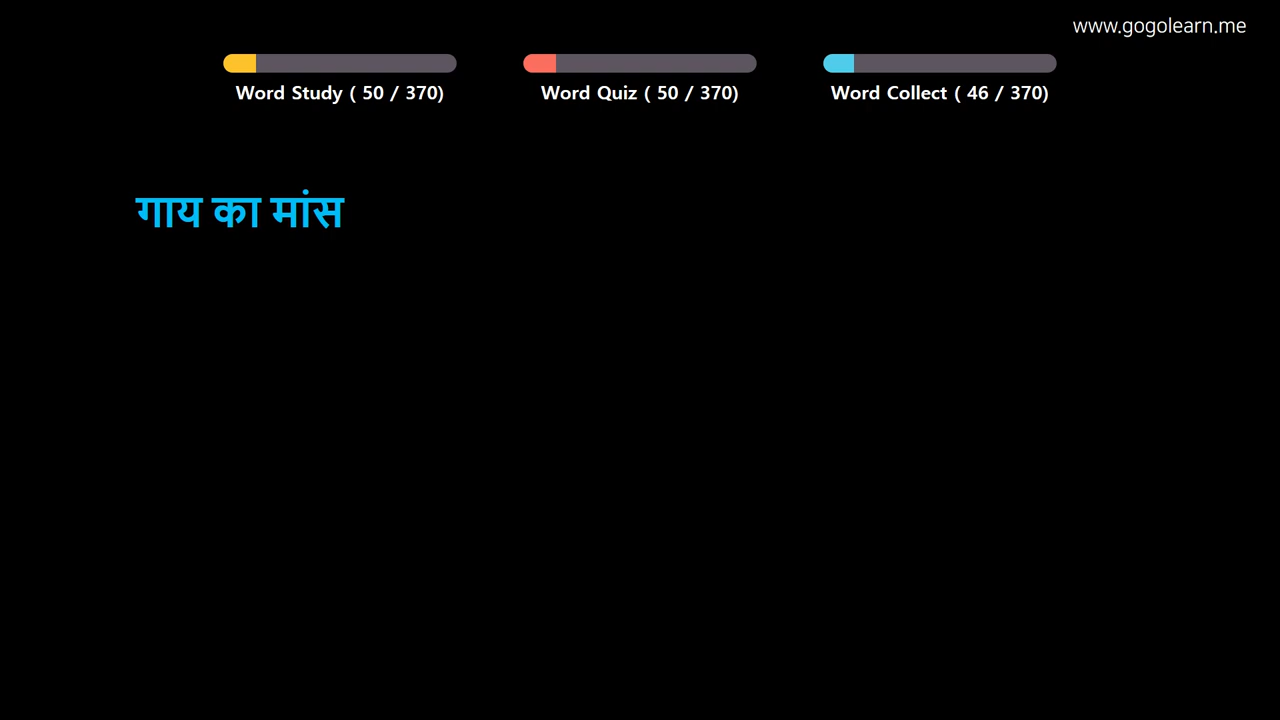 www.gogolearn.me
Word Study ( 50 / 370)
Word Quiz ( 50 / 370)
Word Collect ( 46 / 370)
गाय का मांस